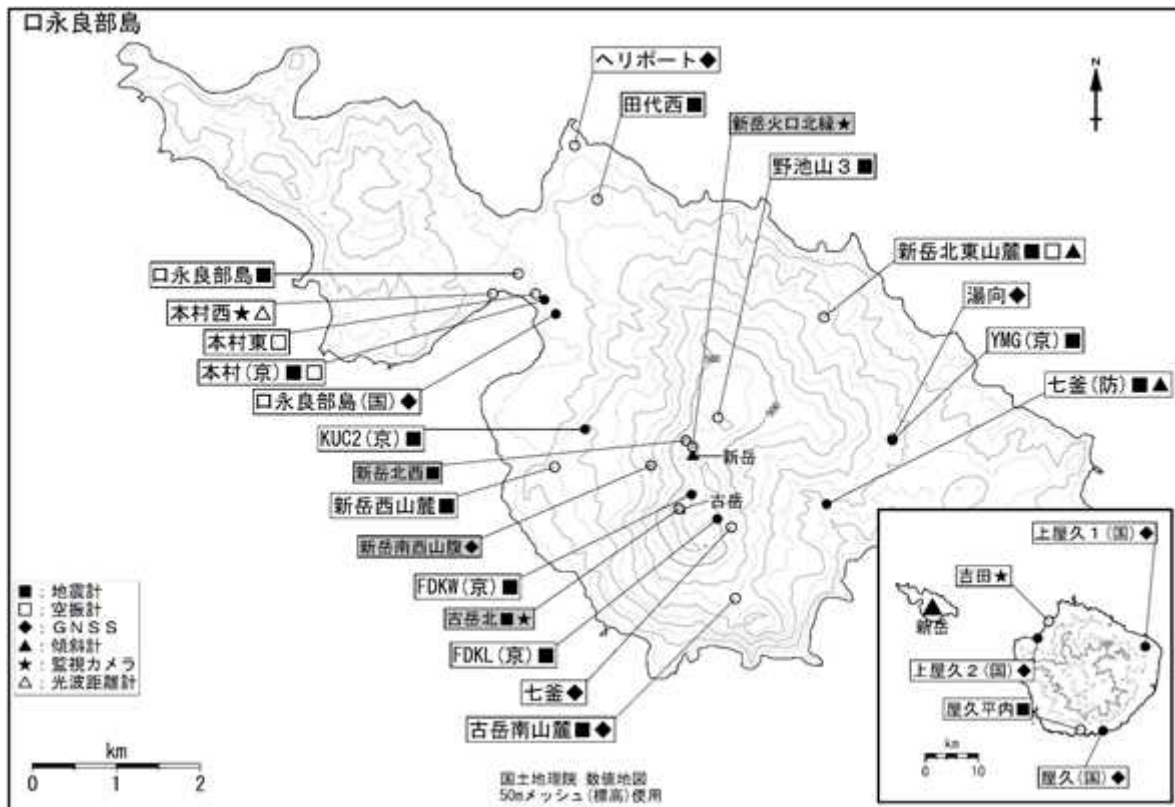 口永良部島
N
ヘリポート◆
田代西■
新岳火口北縁★
野池山3■
新岳北東山麓■□▲
湯向◆
YMG(京)■
七釜(防)■▲
口永良部島■
本村西★△
本村東□
本村(京)■□
口永良部島(国)◆
KUC2(京)■
新岳北西■
新岳西山麓■
新岳南西山腹◆
FDKW(京)■
古岳北■★
FDKL(京)■
七釜◆
古岳南山麓■◆
新岳
古岳
■：地震計
□：空振計
◆：GNSS
▲：傾斜計
★：監視カメラ
△：光波距離計
km
0 1 2
国土地理院 数値地図
50mメッシュ(標高)使用
上屋久1(国)◆
吉田★
新岳
上屋久2(国)◆
屋久平内■
屋久(国)◆
km
0 10